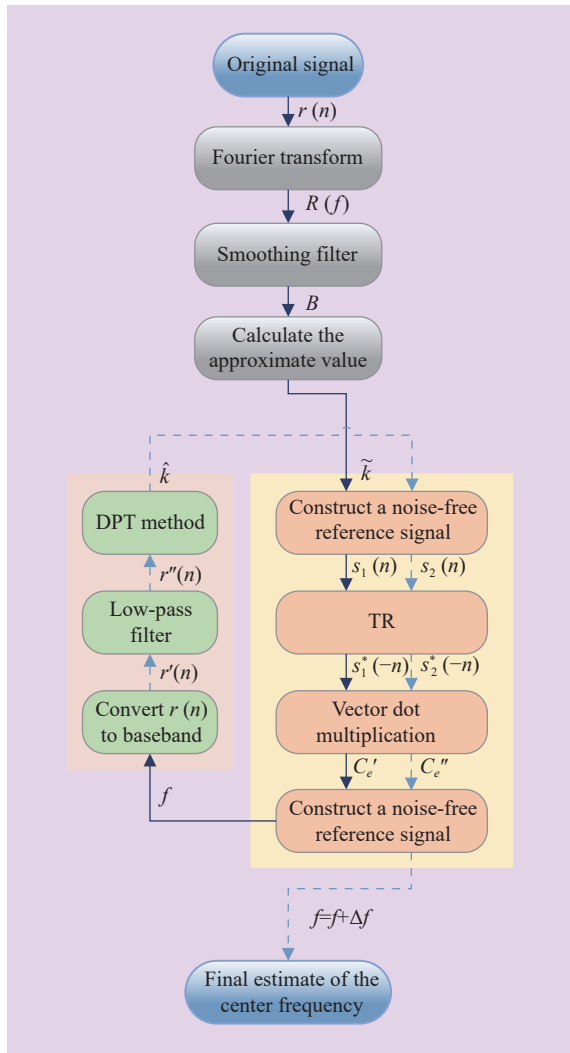 Original signal
r (n)
Fourier transform
R (f)
Smoothing filter
B
Calculate the
approximate value
k̂
k̃
DPT method
Construct a noise-free
reference signal
r″(n)
s₁ (n)
s₂ (n)
Low-pass
filter
TR
r′(n)
s₁* (−n)
s₂* (−n)
Convert r (n)
to baseband
Vector dot
multiplication
Cₑ′
Cₑ″
f
Construct a noise-free
reference signal
f=f+Δf
Final estimate of the
center frequency